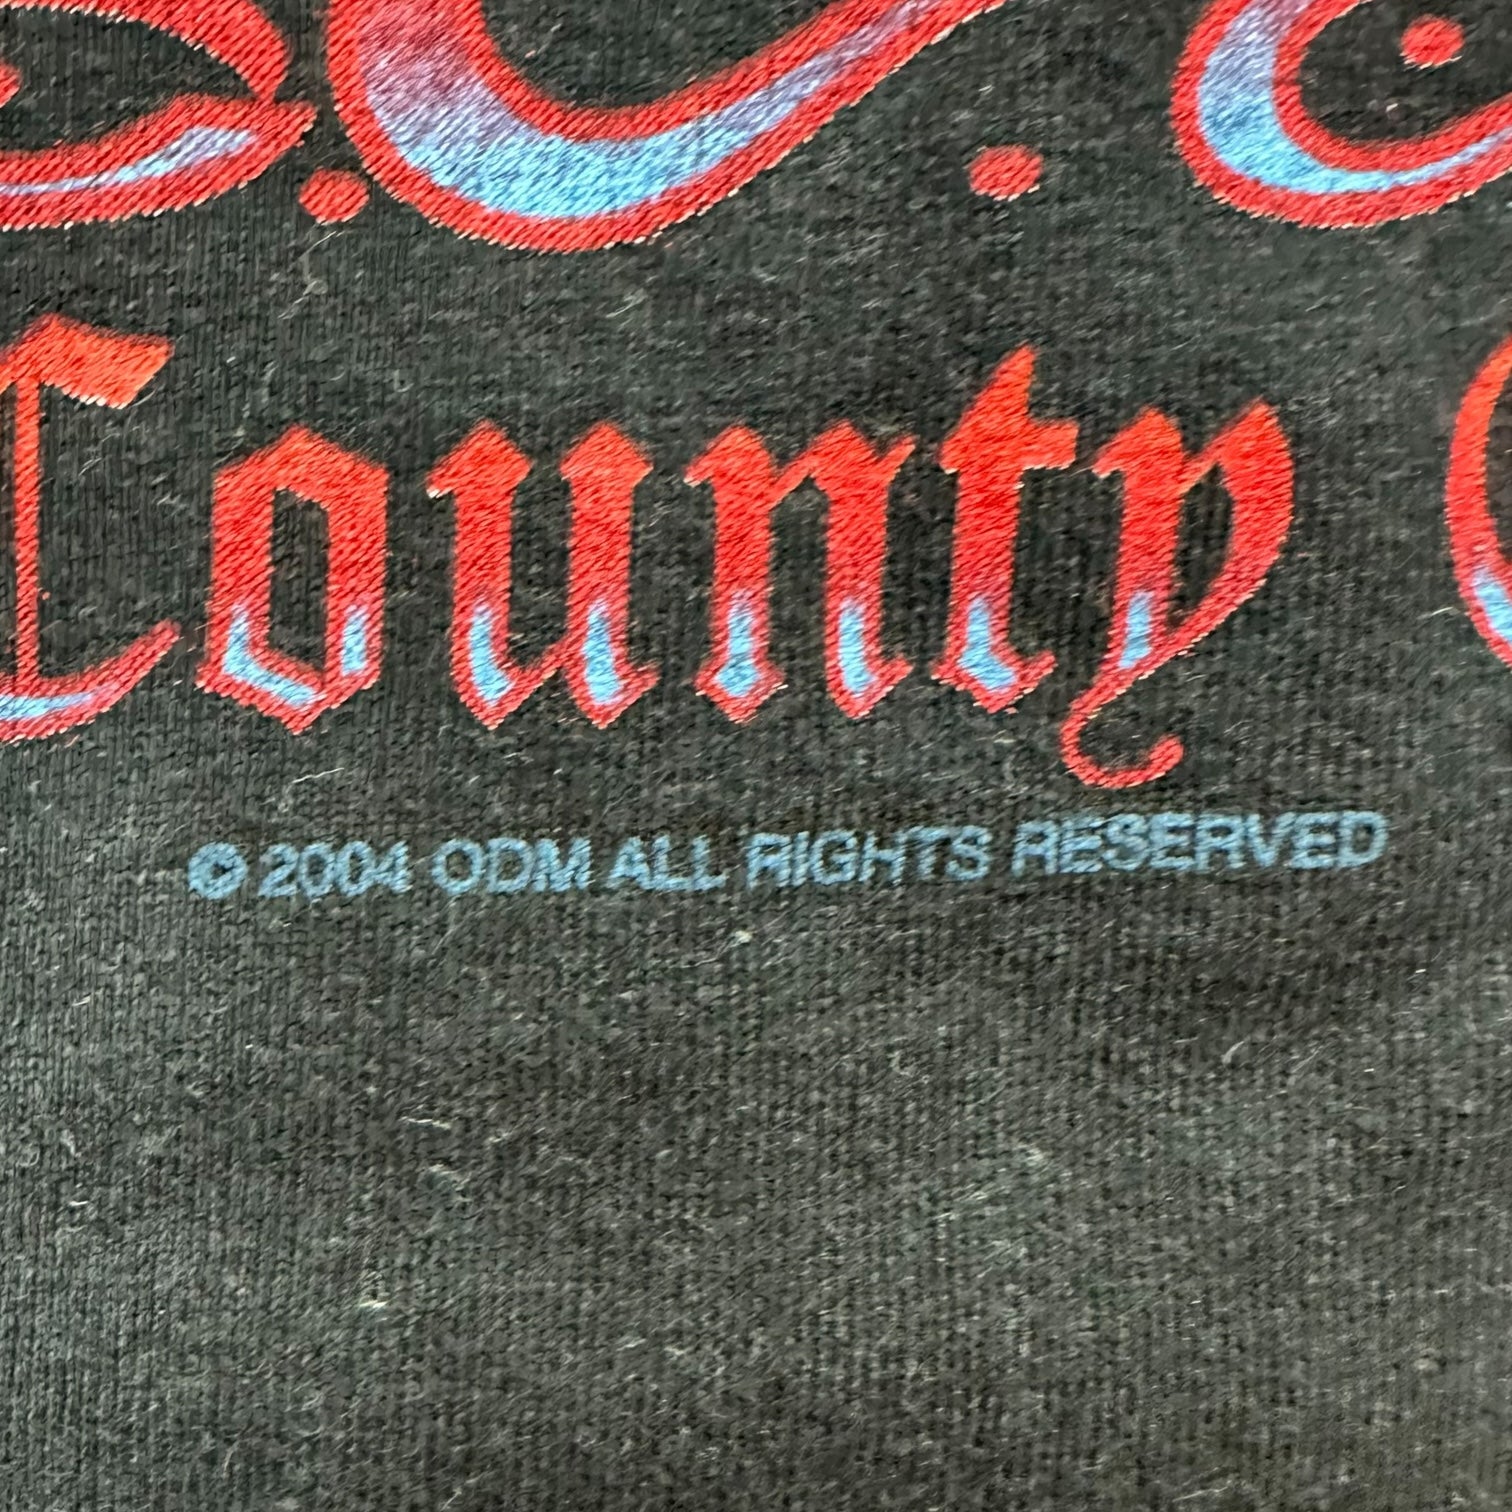 County
© 2004 ODM ALL RIGHTS RESERVED